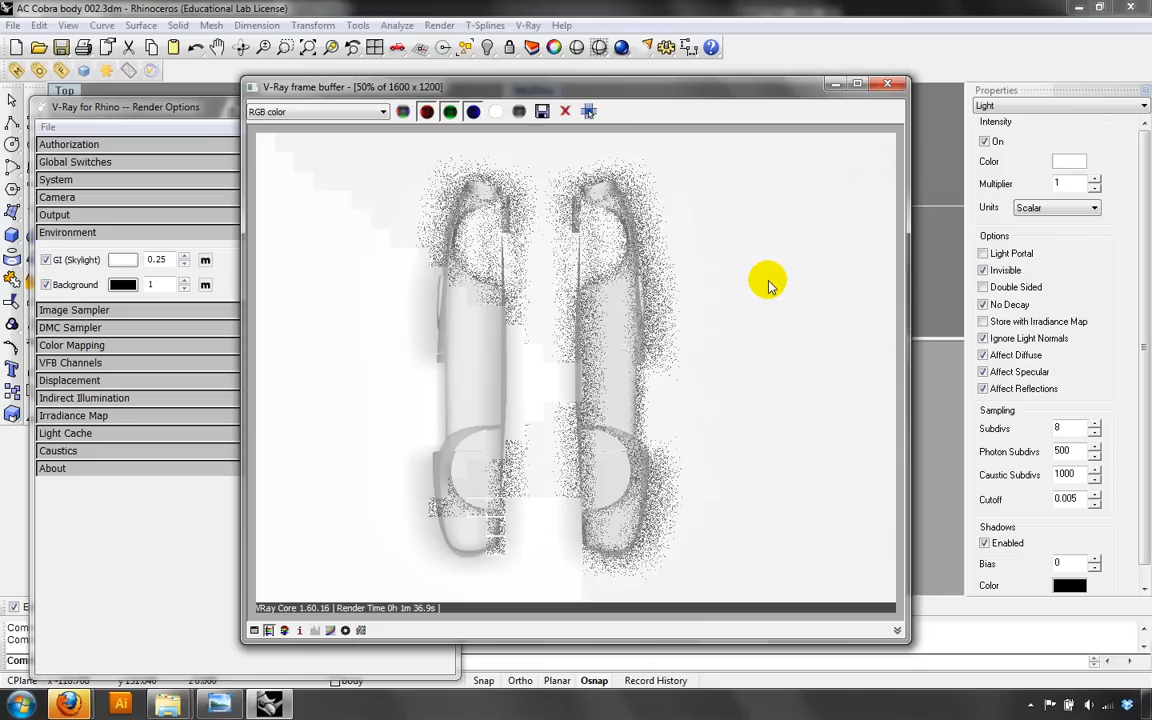 AC Cobra body 002.3dm - Rhinoceros (Educational Lab License)
File Edit View Curve Surface Solid Mesh Dimension Transform Tools Analyze Render T-Splines V-Ray Help
Top
V-Ray for Rhino -- Render Options
File
Authorization
Global Switches
System
Camera
Output
Environment
GI (Skylight) 0.25 m
Background 1 m
Image Sampler
DMC Sampler
Color Mapping
VFB Channels
Displacement
Indirect Illumination
Irradiance Map
Light Cache
Caustics
About
V-Ray frame buffer - [50% of 1600 x 1200]
RGB color
VRay Core 1.60.16 | Render Time 0h 1m 36.9s |
Properties
Light
Intensity
On
Color
Multiplier 1
Units Scalar
Options
Light Portal
Invisible
Double Sided
No Decay
Store with Irradiance Map
Ignore Light Normals
Affect Diffuse
Affect Specular
Affect Reflections
Sampling
Subdivs 8
Photon Subdivs 500
Caustic Subdivs 1000
Cutoff 0.005
Shadows
Enabled
Bias 0
Color
Snap Ortho Planar Osnap Record History